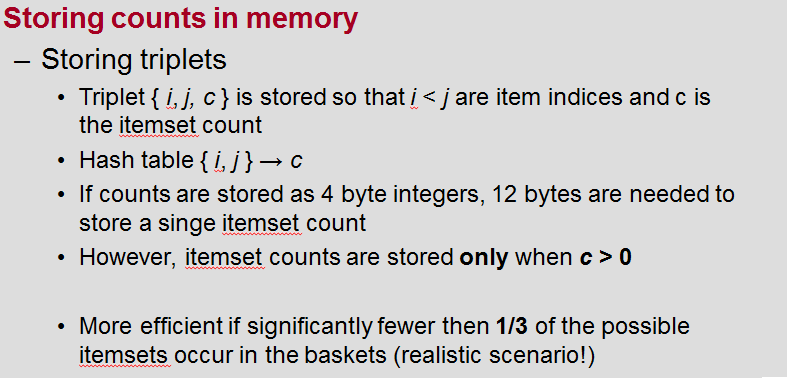 Storing counts in memory
– Storing triplets
• Triplet { i, j, c } is stored so that i < j are item indices and c is
the itemset count
• Hash table { i, j } → c
• If counts are stored as 4 byte integers, 12 bytes are needed to
store a singe itemset count
• However, itemset counts are stored only when c > 0
• More efficient if significantly fewer then 1/3 of the possible
itemsets occur in the baskets (realistic scenario!)